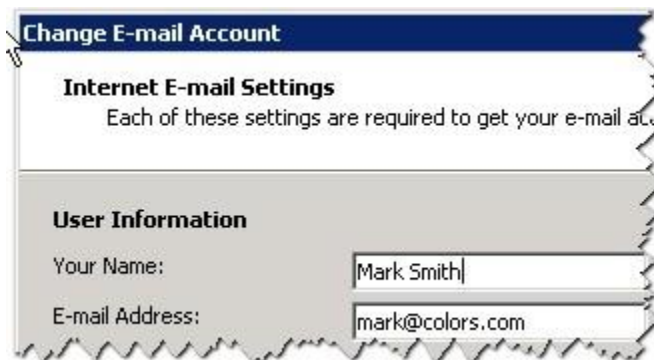 Change E-mail Account
Internet E-mail Settings
Each of these settings are required to get your e-mail
User Information
Your Name:
Mark Smith
E-mail Address:
mark@colors.com